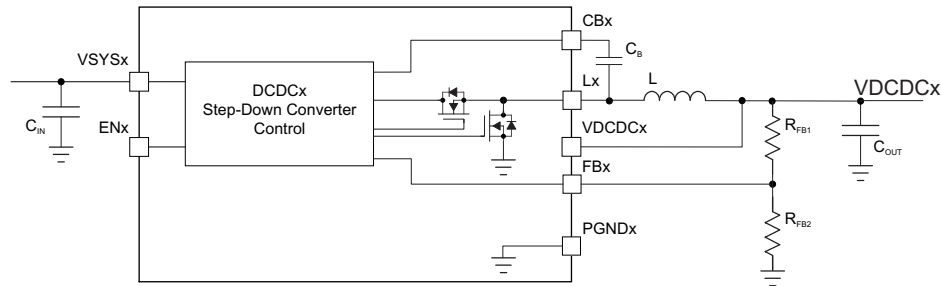 CBx
C_B
VSYSx
Lx
L
DCDCx
Step-Down Converter
Control
VDCDCx
C_IN
ENx
VDCDCx
R_FB1
C_OUT
FBx
R_FB2
PGNDx